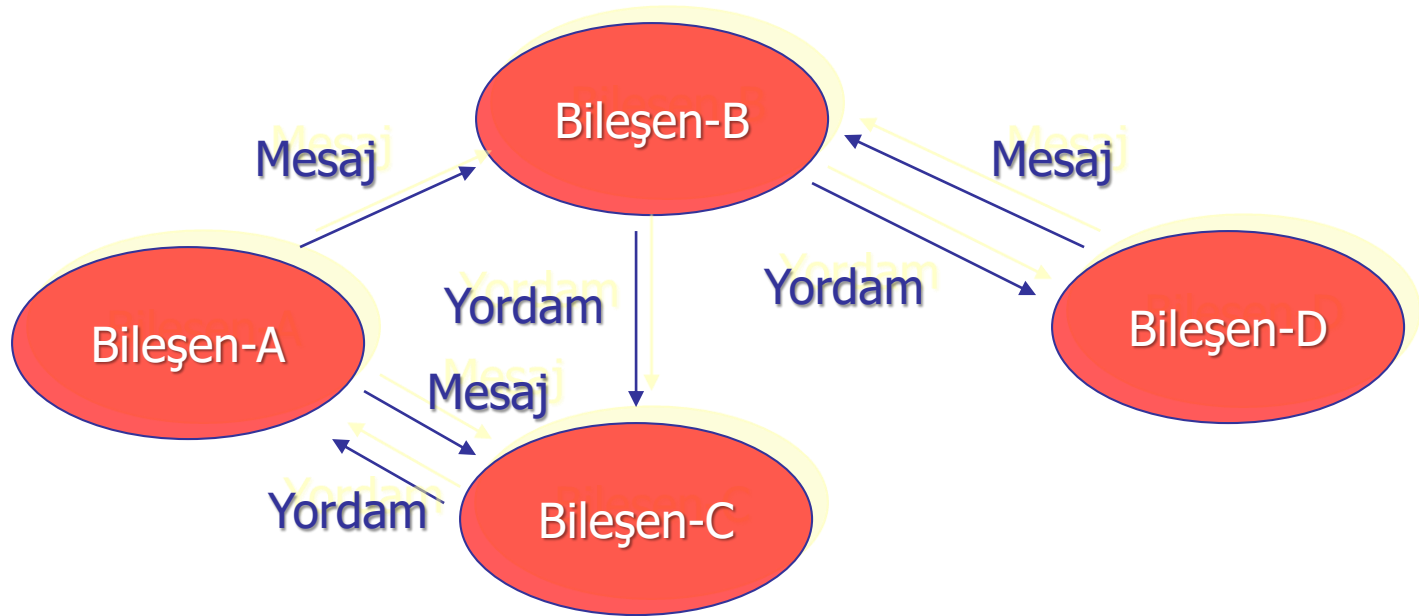 Bileşen-B
Mesaj
Mesaj
Yordam
Yordam
Bileşen-A
Bileşen-D
Mesaj
Yordam
Bileşen-C